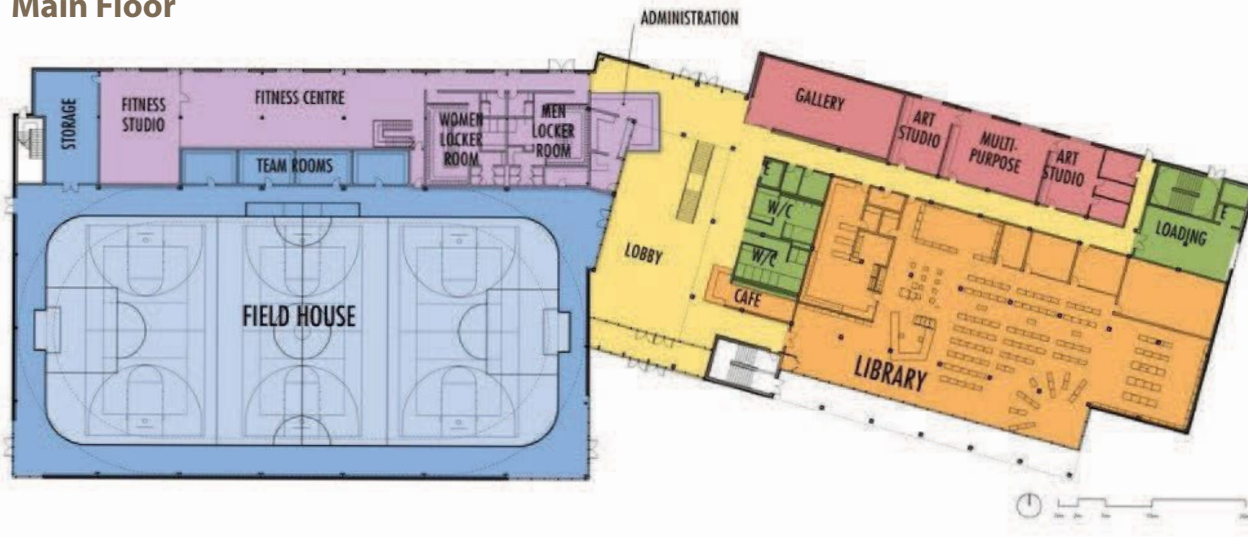 Main Floor
ADMINISTRATION
STORAGE
FITNESS
STUDIO
FITNESS CENTRE
WOMEN
LOCKER
ROOM
MEN
LOCKER
ROOM
TEAM ROOMS
GALLERY
ART
STUDIO
MULTI-
PURPOSE
ART
STUDIO
E
W/C
W/C
E
LOADING
LOBBY
CAFE
FIELD HOUSE
LIBRARY